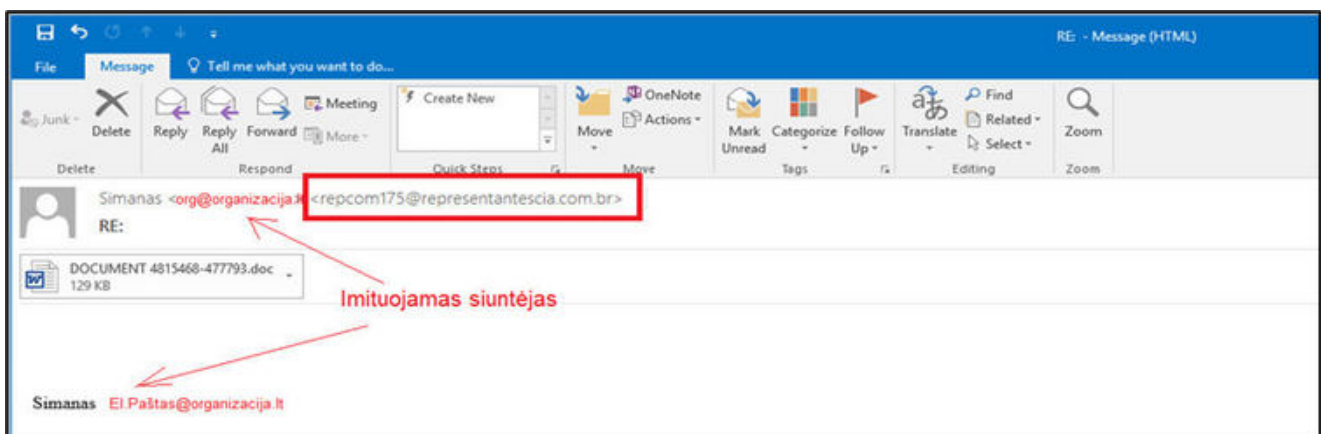 RE: - Message (HTML)
File Message Tell me what you want to do...
Junk Delete Reply Reply All Forward Meeting More Create New Move OneNote Actions Mark Unread Categorize Follow Up Translate Find Related Select Zoom
Delete Respond Quick Steps Move Tags Editing Zoom
Simanas <org@organizacija.lt <repcom175@representantescia.com.br>
RE:
DOCUMENT 4815468-477793.doc
129 KB
Imituojamas siuntėjas
Simanas El.Paštas@organizacija.lt